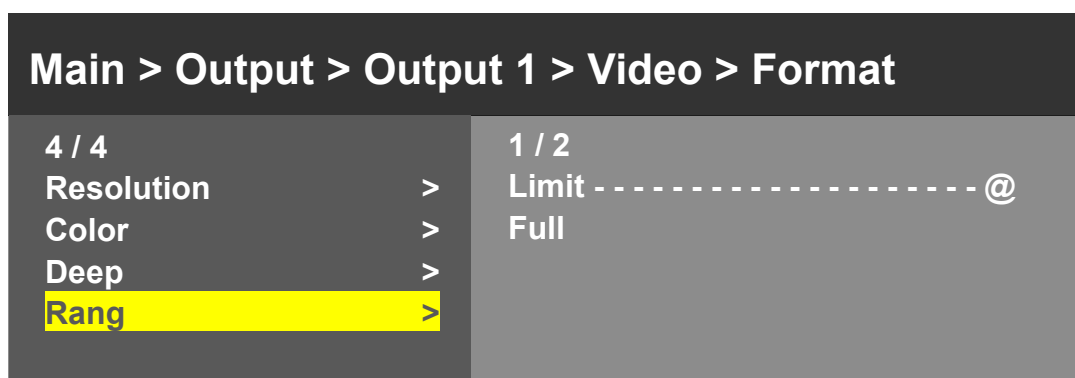 Main > Output > Output 1 > Video > Format
4 / 4
Resolution >
Color >
Deep >
Rang >
1 / 2
Limit - - - - - - - - - - - - - - - - - - - - @
Full